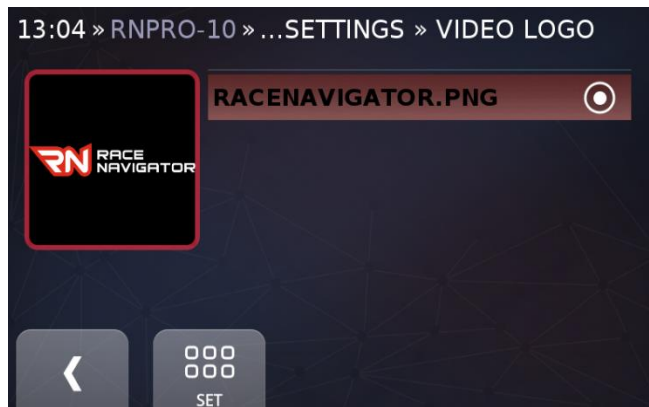 13:04 » RNPRO-10 » ...SETTINGS » VIDEO LOGO
RACENAVIGATOR.PNG
RN RACE
NAVIGATOR
SET